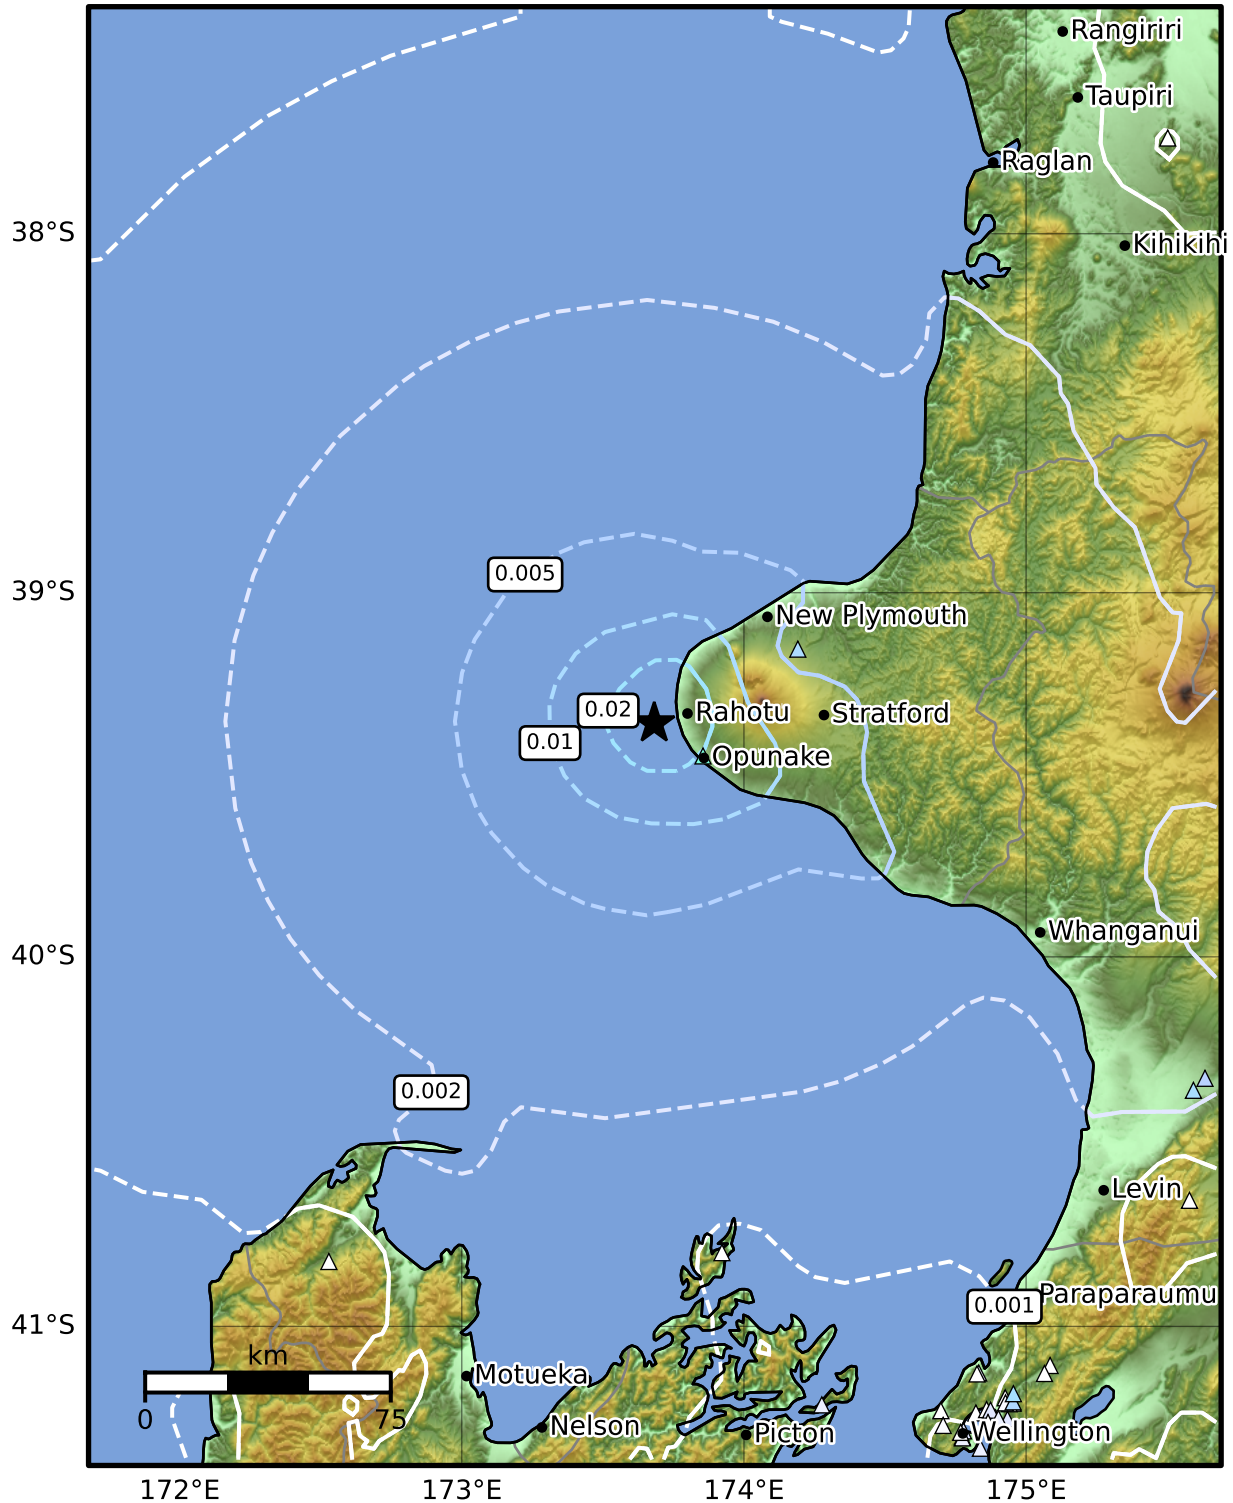 Rangiriri
Taupiri
Raglan
38°S
Kihikihi
0.005
39°S
New Plymouth
0.02
Rahotu
Stratford
0.01
Opunake
Whanganui
40°S
0.002
Levin
Paraparaumu
0.001
41°S
km
Motueka
0
75
Nelson
Picton
Wellington
172°E
173°E
174°E
175°E